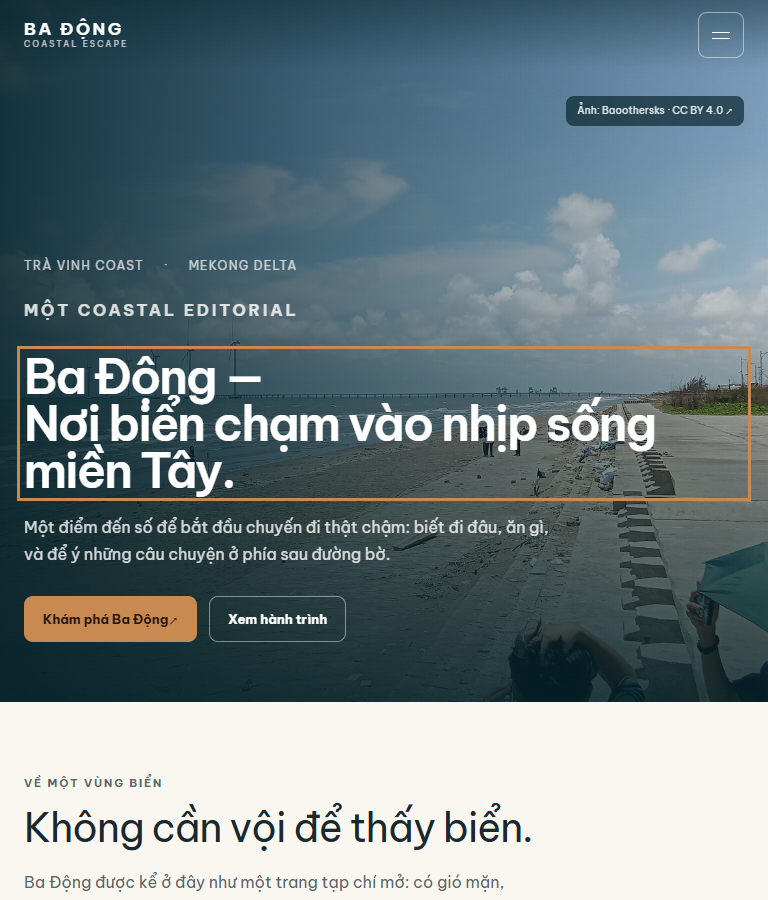 BA ĐỘNG
COASTAL ESCAPE
Ảnh: Baoothersks · CC BY 4.0 ↗
TRÀ VINH COAST · MEKONG DELTA
MỘT COASTAL EDITORIAL
Ba Động —
Nơi biển chạm vào nhịp sống
miền Tây.
Một điểm đến số để bắt đầu chuyến đi thật chậm: biết đi đâu, ăn gì,
và để ý những câu chuyện ở phía sau đường bờ.
Khám phá Ba Động↗
Xem hành trình
VỀ MỘT VÙNG BIỂN
Không cần vội để thấy biển.
Ba Động được kể ở đây như một trang tạp chí mở: có gió mặn,